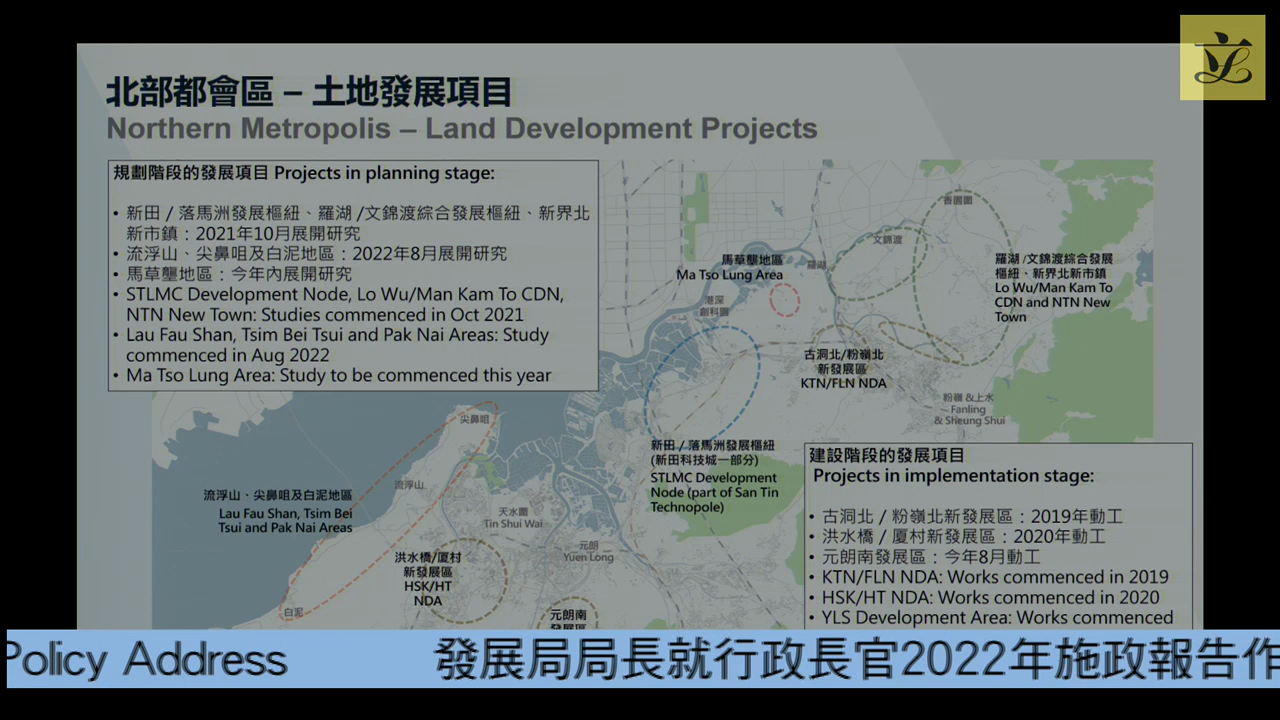 北部都會區 – 土地發展項目
Northern Metropolis – Land Development Projects
規劃階段的發展項目 Projects in planning stage:
• 新田 / 落馬洲發展樞紐、羅湖 /文錦渡綜合發展樞紐、新界北
新市鎮：2021年10月展開研究
• 流浮山、尖鼻咀及白泥地區：2022年8月展開研究
• 馬草壟地區：今年內展開研究
• STLMC Development Node, Lo Wu/Man Kam To CDN,
NTN New Town: Studies commenced in Oct 2021
• Lau Fau Shan, Tsim Bei Tsui and Pak Nai Areas: Study
commenced in Aug 2022
• Ma Tso Lung Area: Study to be commenced this year
香園圍
文錦渡
羅湖
馬草壟地區
Ma Tso Lung Area
港深
創科園
羅湖 /文錦渡綜合發展
樞紐、新界北新市鎮
Lo Wu/Man Kam To
CDN and NTN New
Town
古洞北/粉嶺北
新發展區
KTN/FLN NDA
粉嶺 &上水
Fanling
& Sheung Shui
尖鼻咀
新田 / 落馬洲發展樞紐
(新田科技城一部分)
STLMC Development
Node (part of San Tin
Technopole)
流浮山
流浮山、尖鼻咀及白泥地區
Lau Fau Shan, Tsim Bei
Tsui and Pak Nai Areas
天水圍
Tin Shui Wai
元朗
Yuen Long
洪水橋/厦村
新發展區
HSK/HT
NDA
白泥
元朗南
發展區
建設階段的發展項目
Projects in implementation stage:
• 古洞北 / 粉嶺北新發展區：2019年動工
• 洪水橋 / 厦村新發展區：2020年動工
• 元朗南發展區：今年8月動工
• KTN/FLN NDA: Works commenced in 2019
• HSK/HT NDA: Works commenced in 2020
• YLS Development Area: Works commenced
Policy Address 發展局局長就行政長官2022年施政報告作